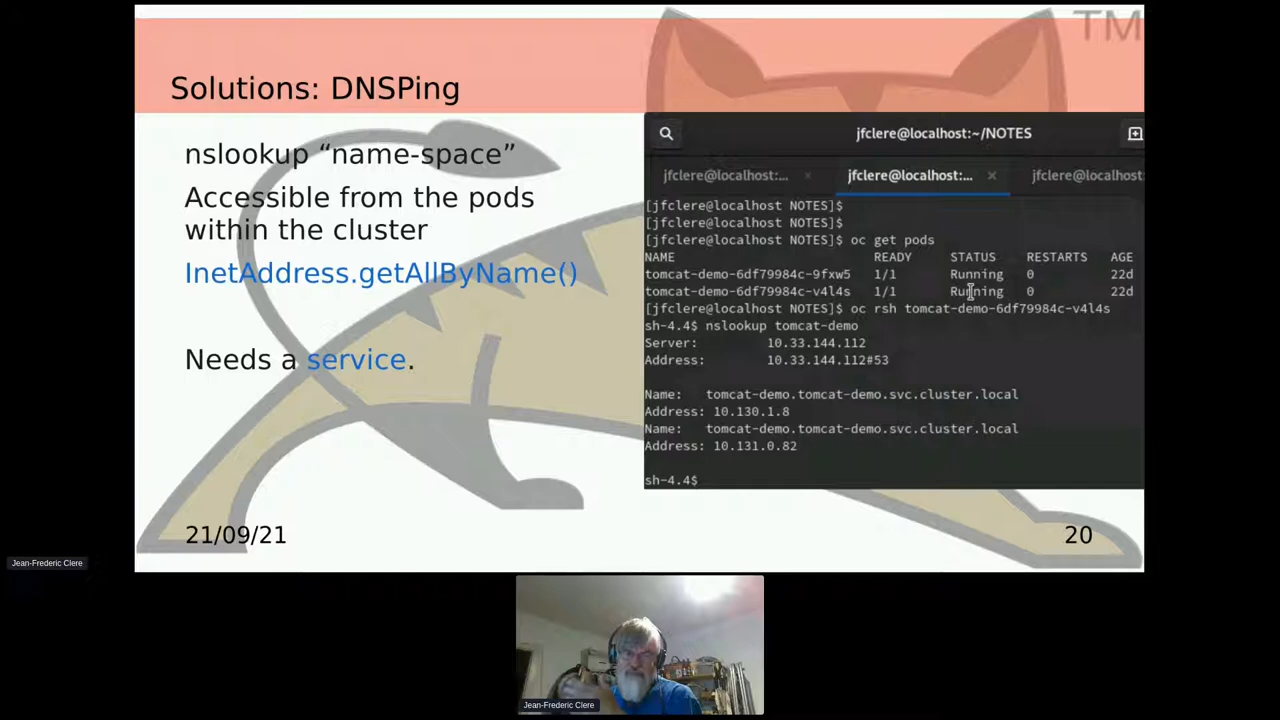 TM
Solutions: DNSPing
nslookup “name-space”
Accessible from the pods
within the cluster
InetAddress.getAllByName()
Needs a service.
jfclere@localhost:~/NOTES
jfclere@localhost:... × jfclere@localhost:... × jfclere@localhost:
[jfclere@localhost NOTES]$
[jfclere@localhost NOTES]$
[jfclere@localhost NOTES]$ oc get pods
NAME READY STATUS RESTARTS AGE
tomcat-demo-6df79984c-9fxw5 1/1 Running 0 22d
tomcat-demo-6df79984c-v4l4s 1/1 Running 0 22d
[jfclere@localhost NOTES]$ oc rsh tomcat-demo-6df79984c-v4l4s
sh-4.4$ nslookup tomcat-demo
Server: 10.33.144.112
Address: 10.33.144.112#53
Name: tomcat-demo.tomcat-demo.svc.cluster.local
Address: 10.130.1.8
Name: tomcat-demo.tomcat-demo.svc.cluster.local
Address: 10.131.0.82
sh-4.4$
21/09/21
20
Jean-Frederic Clere
Jean-Frederic Clere